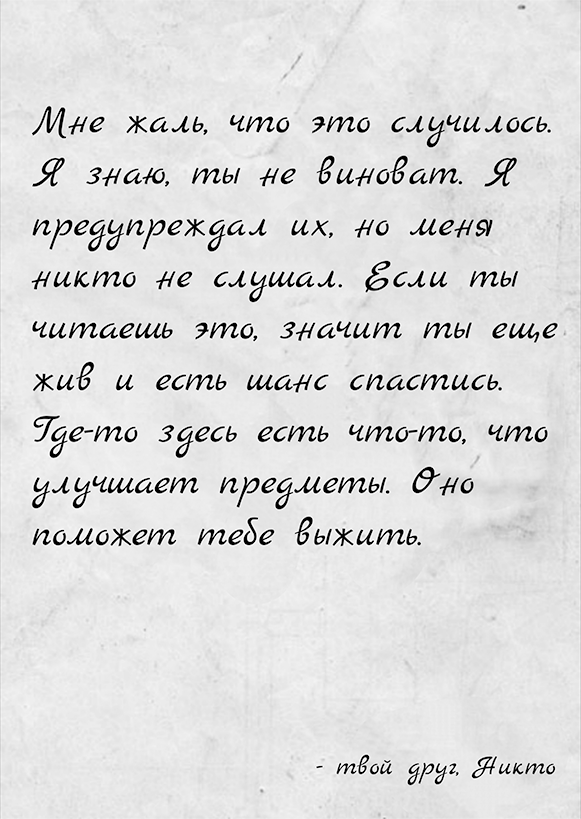 Мне жаль, что это случилось.
Я знаю, ты не виноват. Я
предупреждал их, но меня
никто не слушал. Если ты
читаешь это, значит ты еще
жив и есть шанс спастись.
Где-то здесь есть что-то, что
улучшает предметы. Оно
поможет тебе выжить.
- твой друг, Никто